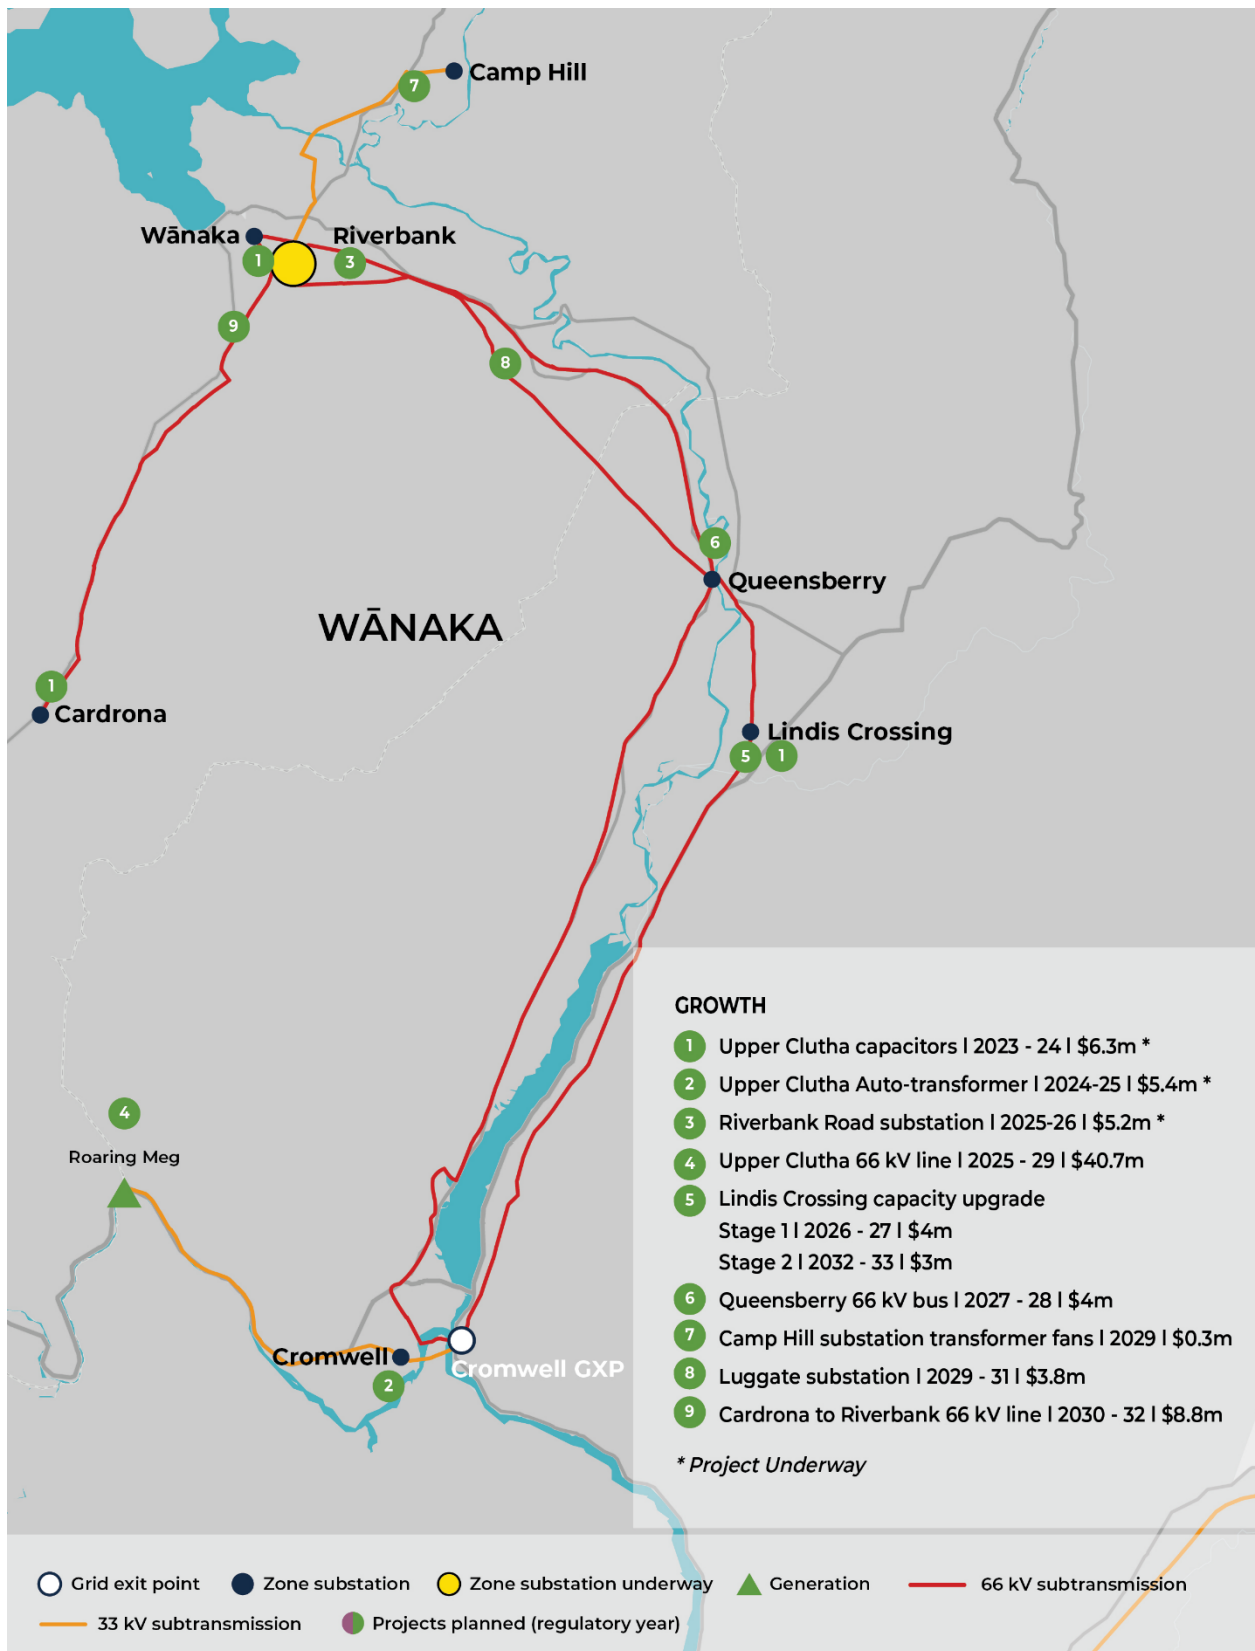 Camp Hill
7
Wānaka
Riverbank
1
3
9
8
6
Queensberry
WĀNAKA
1
Cardrona
Lindis Crossing
5
1
4
Roaring Meg
Cromwell
Cromwell GXP
2
GROWTH
1 Upper Clutha capacitors I 2023 - 24 I $6.3m *
2 Upper Clutha Auto-transformer I 2024-25 I $5.4m *
3 Riverbank Road substation I 2025-26 I $5.2m *
4 Upper Clutha 66 kV line I 2025 - 29 I $40.7m
5 Lindis Crossing capacity upgrade
Stage 1 I 2026 - 27 I $4m
Stage 2 I 2032 - 33 I $3m
6 Queensberry 66 kV bus I 2027 - 28 I $4m
7 Camp Hill substation transformer fans I 2029 I $0.3m
8 Luggate substation I 2029 - 31 I $3.8m
9 Cardrona to Riverbank 66 kV line I 2030 - 32 I $8.8m
* Project Underway
Grid exit point Zone substation Zone substation underway Generation 66 kV subtransmission
33 kV subtransmission Projects planned (regulatory year)